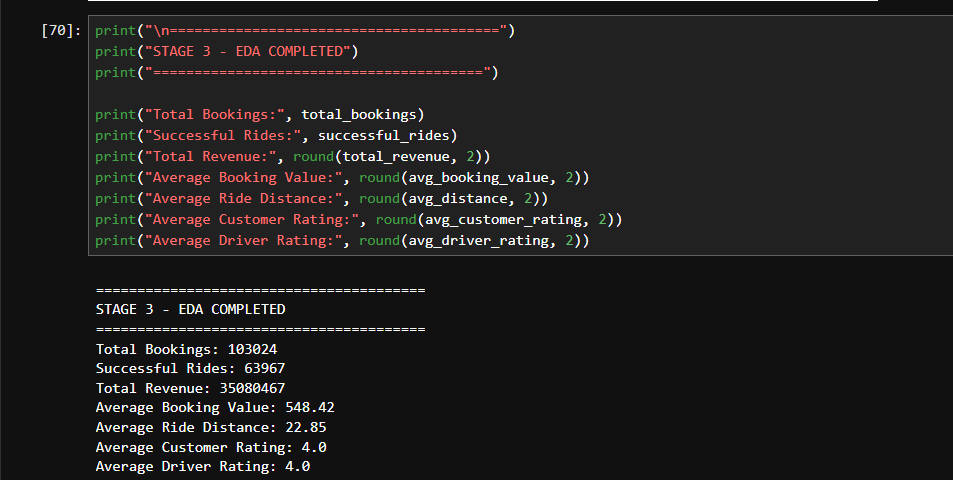 [70]:
print("\n========================================")
print("STAGE 3 - EDA COMPLETED")
print("========================================")
print("Total Bookings:", total_bookings)
print("Successful Rides:", successful_rides)
print("Total Revenue:", round(total_revenue, 2))
print("Average Booking Value:", round(avg_booking_value, 2))
print("Average Ride Distance:", round(avg_distance, 2))
print("Average Customer Rating:", round(avg_customer_rating, 2))
print("Average Driver Rating:", round(avg_driver_rating, 2))
========================================
STAGE 3 - EDA COMPLETED
========================================
Total Bookings: 103024
Successful Rides: 63967
Total Revenue: 35080467
Average Booking Value: 548.42
Average Ride Distance: 22.85
Average Customer Rating: 4.0
Average Driver Rating: 4.0